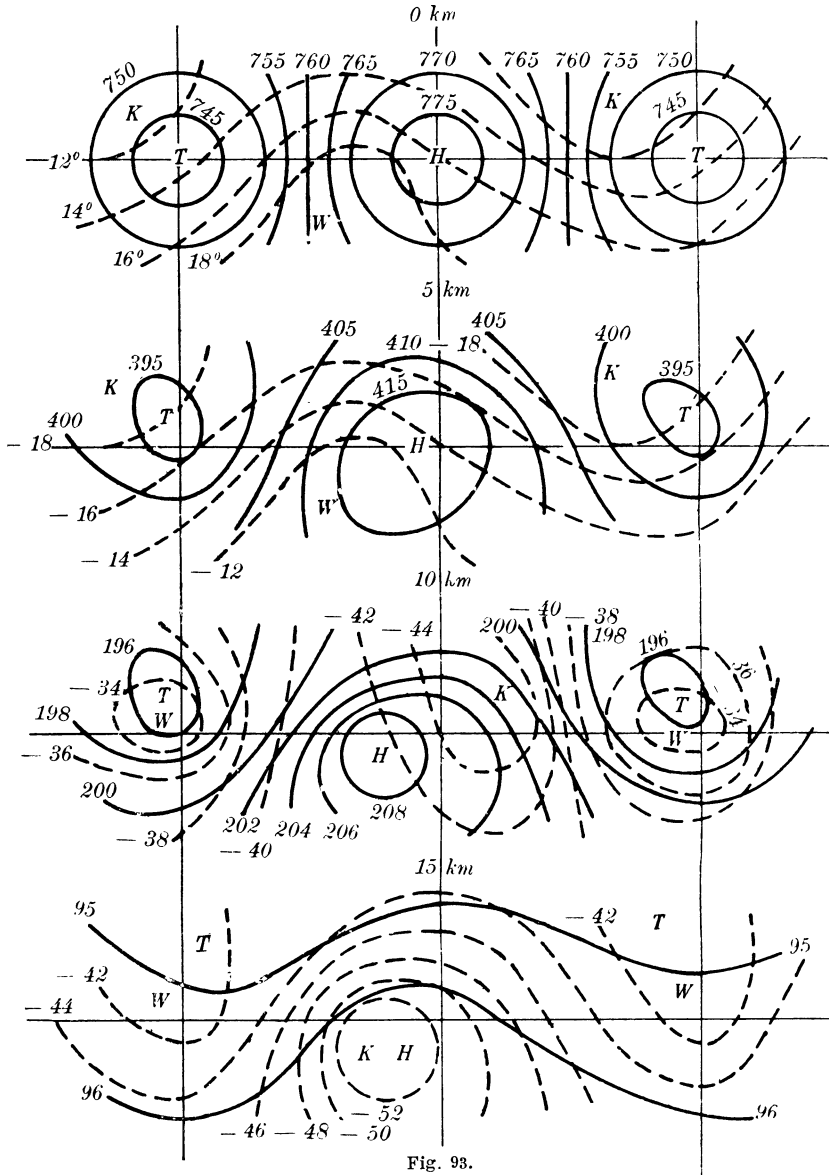 0 km
755 760 765 770 765 760 755 750
750 K 745 775 K 745
—12° T H T
14° W
16° 18°
5 km
405 405 400
395 410 — 18 395
K 415 K
400 T H T
— 18
— 16 W
— 14 — 12
10 km
— 42 — 44 200 — 40 — 38
196 198 196 36
— 34 T K T 34
198 W H W
— 36
200 202 204 206 208
— 38 — 40
15 km
95 T — 42 T 95
— 42 W W
— 44
K H
96 — 52 96
— 46 — 48 — 50
Fig. 93.